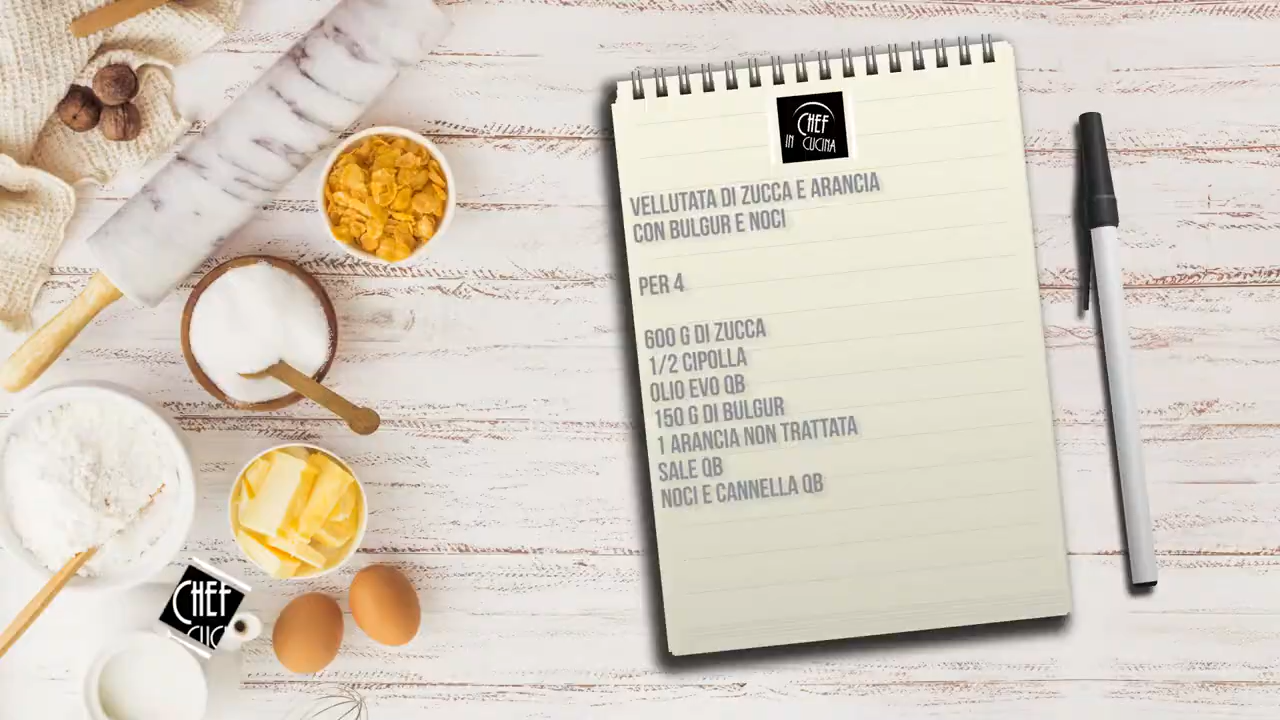 CHEF
IN CUCINA
VELLUTATA DI ZUCCA E ARANCIA
CON BULGUR E NOCI
PER 4
600 G DI ZUCCA
1/2 CIPOLLA
OLIO EVO QB
150 G DI BULGUR
1 ARANCIA NON TRATTATA
SALE QB
NOCI E CANNELLA QB
CHEF